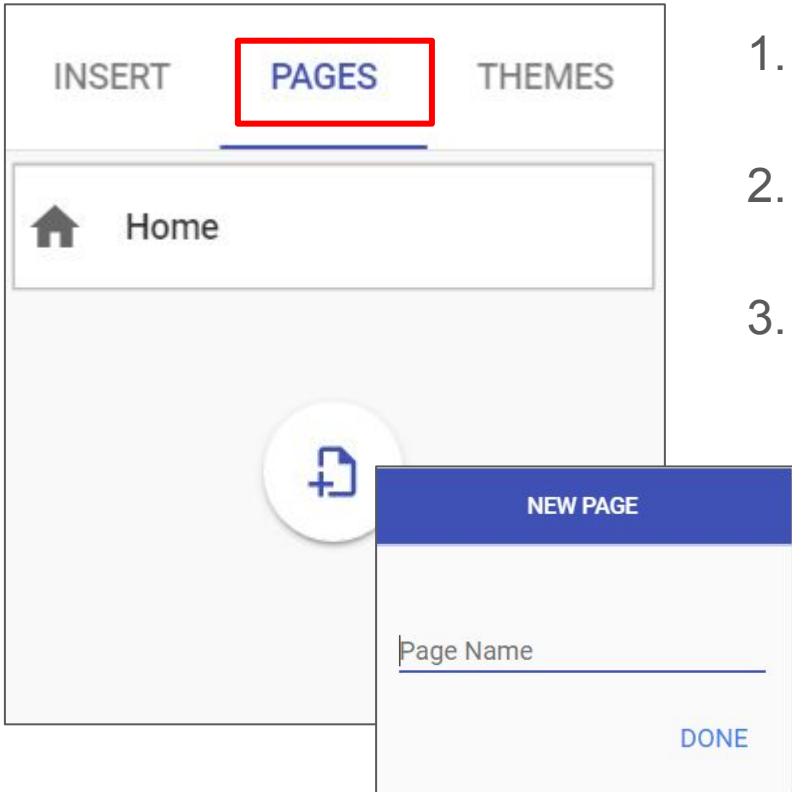 INSERT PAGES THEMES
Home
NEW PAGE
Page Name
DONE
1.
2.
3.